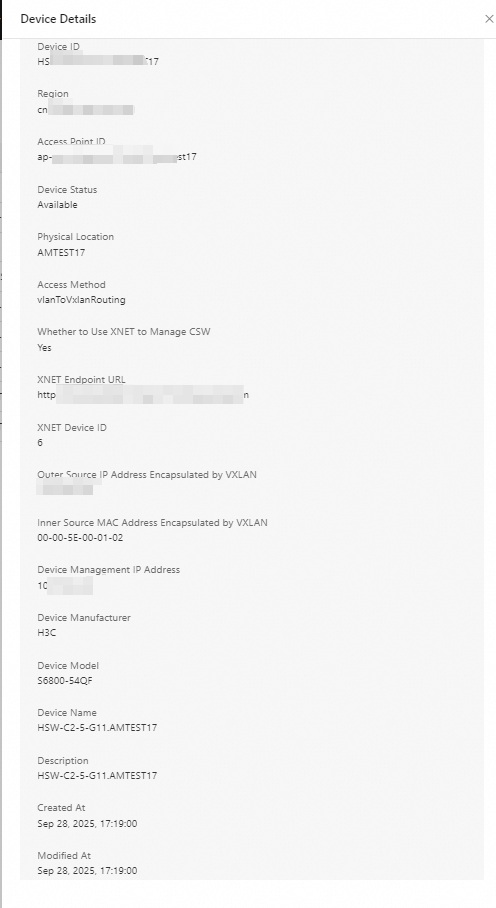 Device Details
Device ID
HS 17
Region
cn
Access Point ID
ap- st17
Device Status
Available
Physical Location
AMTEST17
Access Method
vlanToVxlanRouting
Whether to Use XNET to Manage CSW
Yes
XNET Endpoint URL
http n
XNET Device ID
6
Outer Source IP Address Encapsulated by VXLAN
Inner Source MAC Address Encapsulated by VXLAN
00-00-5E-00-01-02
Device Management IP Address
10
Device Manufacturer
H3C
Device Model
S6800-54QF
Device Name
HSW-C2-5-G11.AMTEST17
Description
HSW-C2-5-G11.AMTEST17
Created At
Sep 28, 2025, 17:19:00
Modified At
Sep 28, 2025, 17:19:00